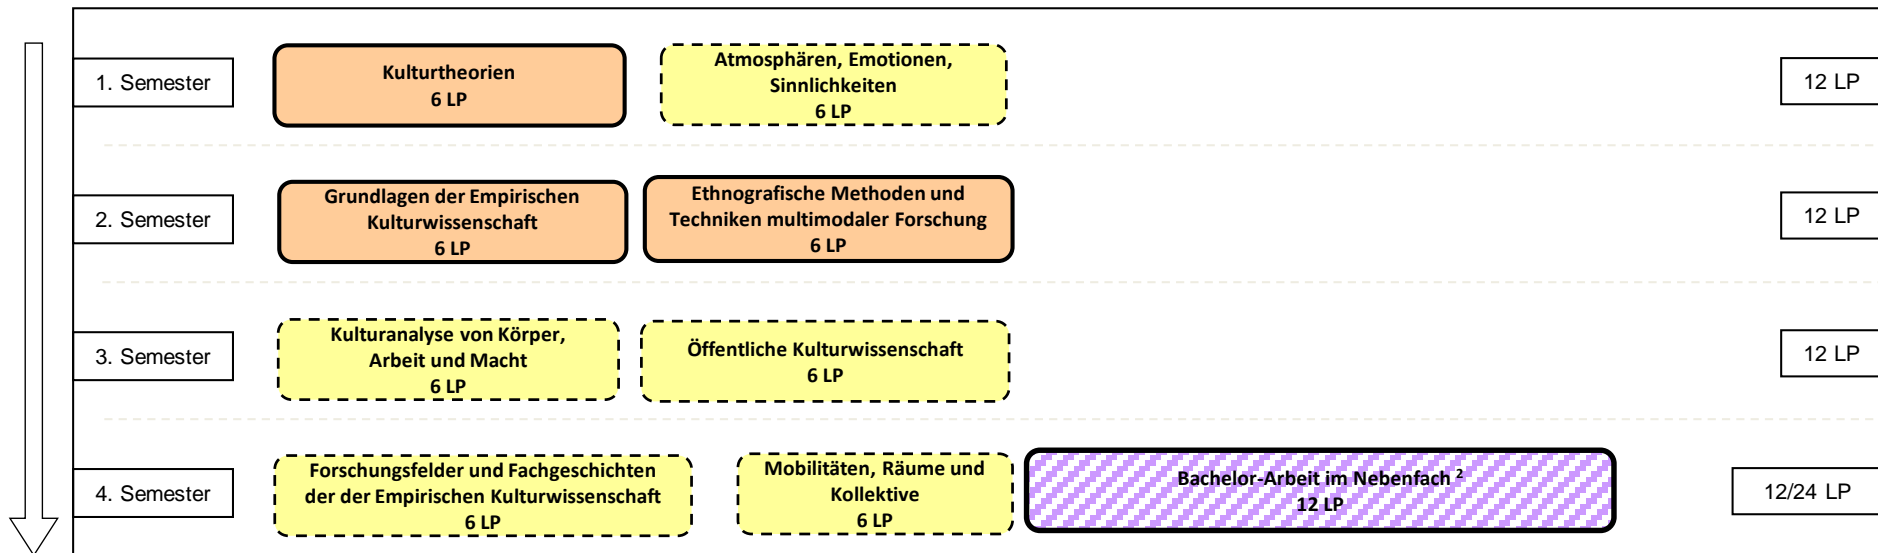 1. Semester
Kulturtheorien
6 LP
Atmosphären, Emotionen,
Sinnlichkeiten
6 LP
12 LP
2. Semester
Grundlagen der Empirischen
Kulturwissenschaft
6 LP
Ethnografische Methoden und
Techniken multimodaler Forschung
6 LP
12 LP
3. Semester
Kulturanalyse von Körper,
Arbeit und Macht
6 LP
Öffentliche Kulturwissenschaft
6 LP
12 LP
4. Semester
Forschungsfelder und Fachgeschichten
der der Empirischen Kulturwissenschaft
6 LP
Mobilitäten, Räume und
Kollektive
6 LP
Bachelor-Arbeit im Nebenfach ²
12 LP
12/24 LP